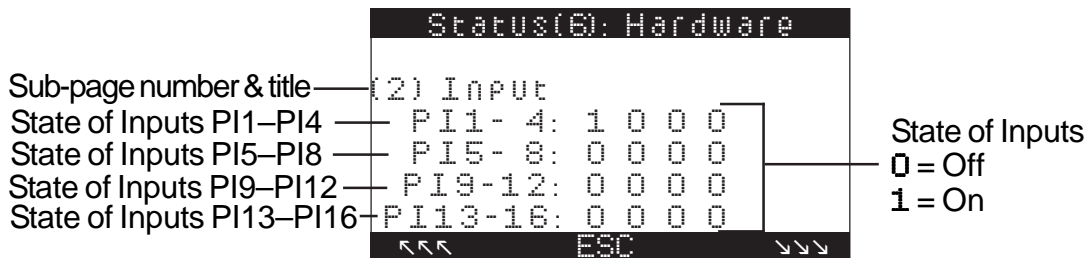 Status(6): Hardware
Sub-page number & title
(2) Input
State of Inputs PI1–PI4
PI1- 4: 1 0 0 0
State of Inputs PI5–PI8
PI5- 8: 0 0 0 0
State of Inputs PI9–PI12
PI9-12: 0 0 0 0
State of Inputs PI13–PI16
PI13-16: 0 0 0 0
↖↖↖ ESC ↘↘↘
State of Inputs
0 = Off
1 = On